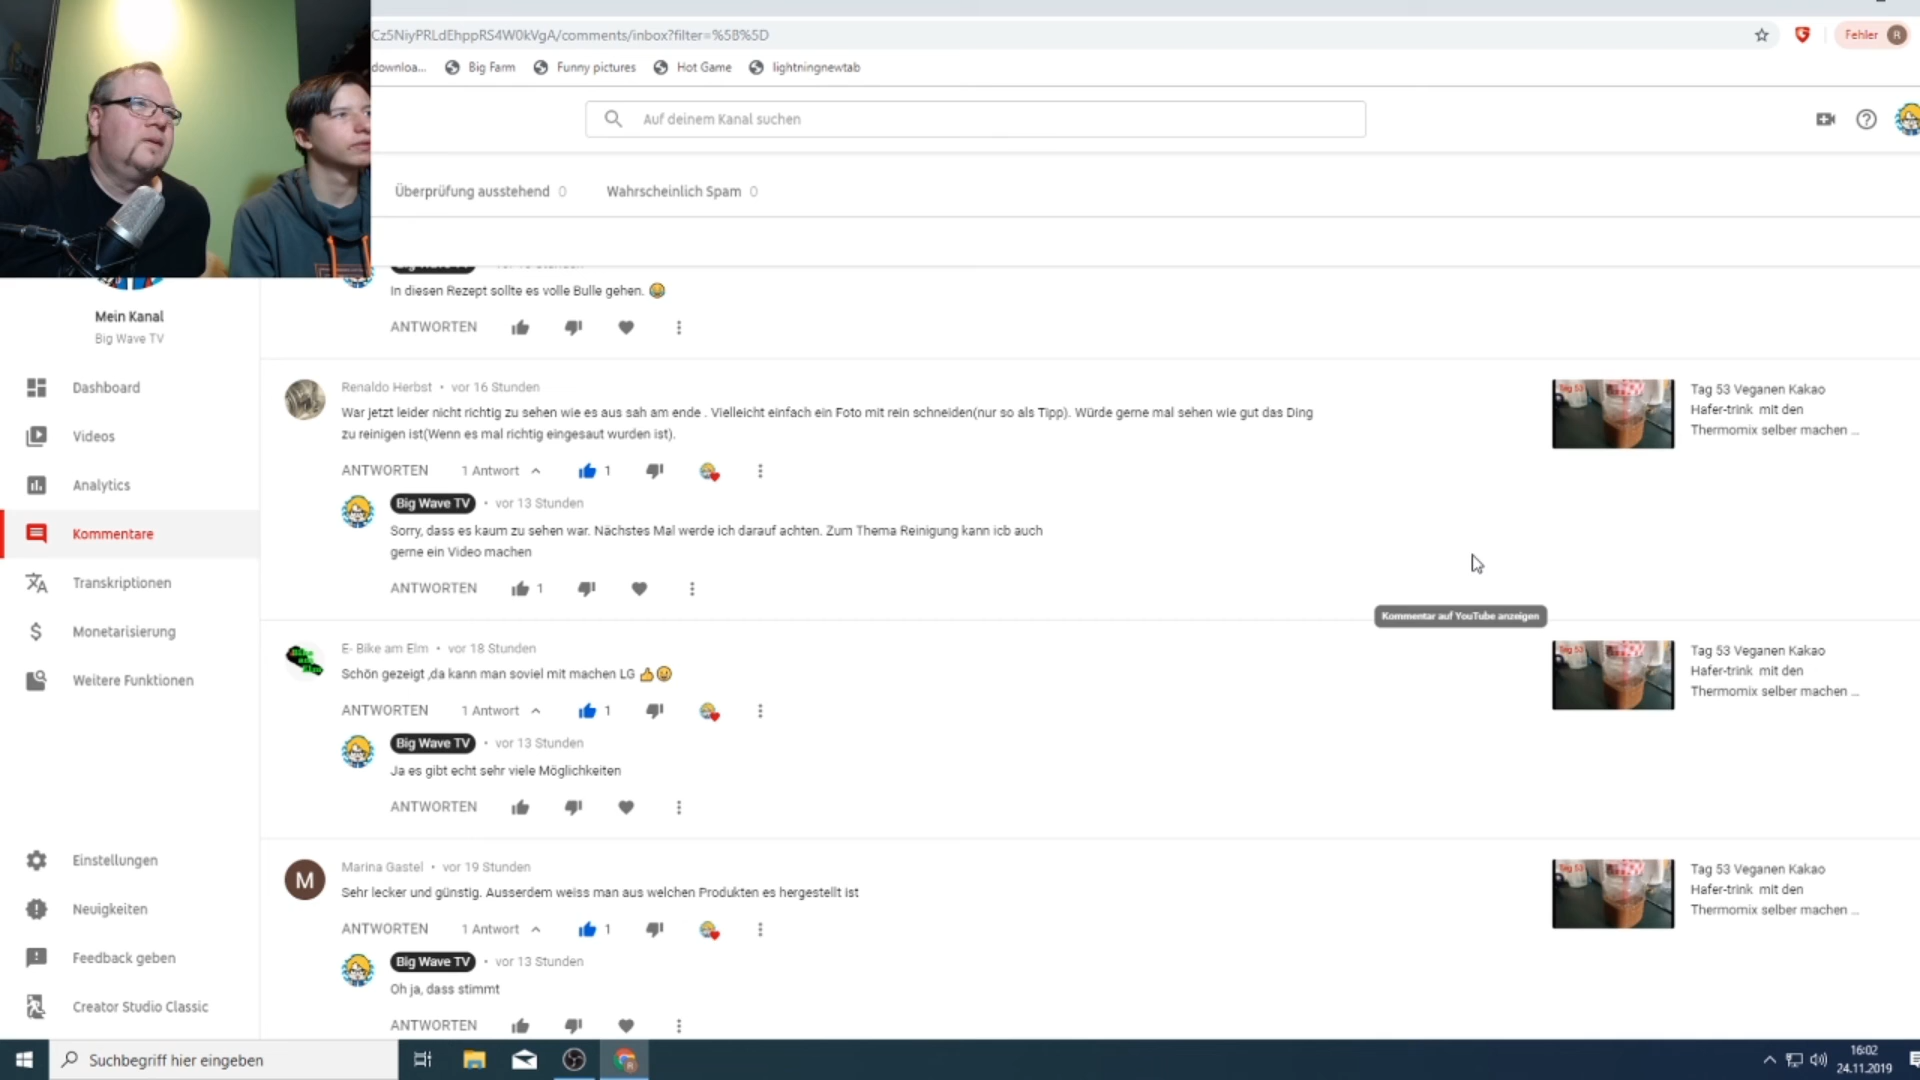 Cz5NiyPRLdEhppRS4W0kVgA/comments/inbox?filter=%5B%5D
Fehler R
downloa... Big Farm Funny pictures Hot Game lightningnewtab
Auf deinem Kanal suchen
Überprüfung ausstehend 0 Wahrscheinlich Spam 0
In diesen Rezept sollte es volle Bulle gehen.
ANTWORTEN
Mein Kanal
Big Wave TV
Dashboard
Videos
Analytics
Kommentare
Transkriptionen
Monetarisierung
Weitere Funktionen
Einstellungen
Neuigkeiten
Feedback geben
Creator Studio Classic
Renaldo Herbst • vor 16 Stunden
War jetzt leider nicht richtig zu sehen wie es aus sah am ende . Vielleicht einfach ein Foto mit rein schneiden(nur so als Tipp). Würde gerne mal sehen wie gut das Ding
zu reinigen ist(Wenn es mal richtig eingesaut wurden ist).
ANTWORTEN 1 Antwort 1
Big Wave TV • vor 13 Stunden
Sorry, dass es kaum zu sehen war. Nächstes Mal werde ich darauf achten. Zum Thema Reinigung kann icb auch
gerne ein Video machen
ANTWORTEN 1
Tag 53
Tag 53 Veganen Kakao
Hafer-trink mit den
Thermomix selber machen ...
Kommentar auf YouTube anzeigen
E- Bike am Elm • vor 18 Stunden
Schön gezeigt ,da kann man soviel mit machen LG
ANTWORTEN 1 Antwort 1
Big Wave TV • vor 13 Stunden
Ja es gibt echt sehr viele Möglichkeiten
ANTWORTEN
Tag 53
Tag 53 Veganen Kakao
Hafer-trink mit den
Thermomix selber machen ...
M
Marina Gastel • vor 19 Stunden
Sehr lecker und günstig. Ausserdem weiss man aus welchen Produkten es hergestellt ist
ANTWORTEN 1 Antwort 1
Big Wave TV • vor 13 Stunden
Oh ja, dass stimmt
ANTWORTEN
Tag 53
Tag 53 Veganen Kakao
Hafer-trink mit den
Thermomix selber machen ...
Suchbegriff hier eingeben
16:02
24.11.2019